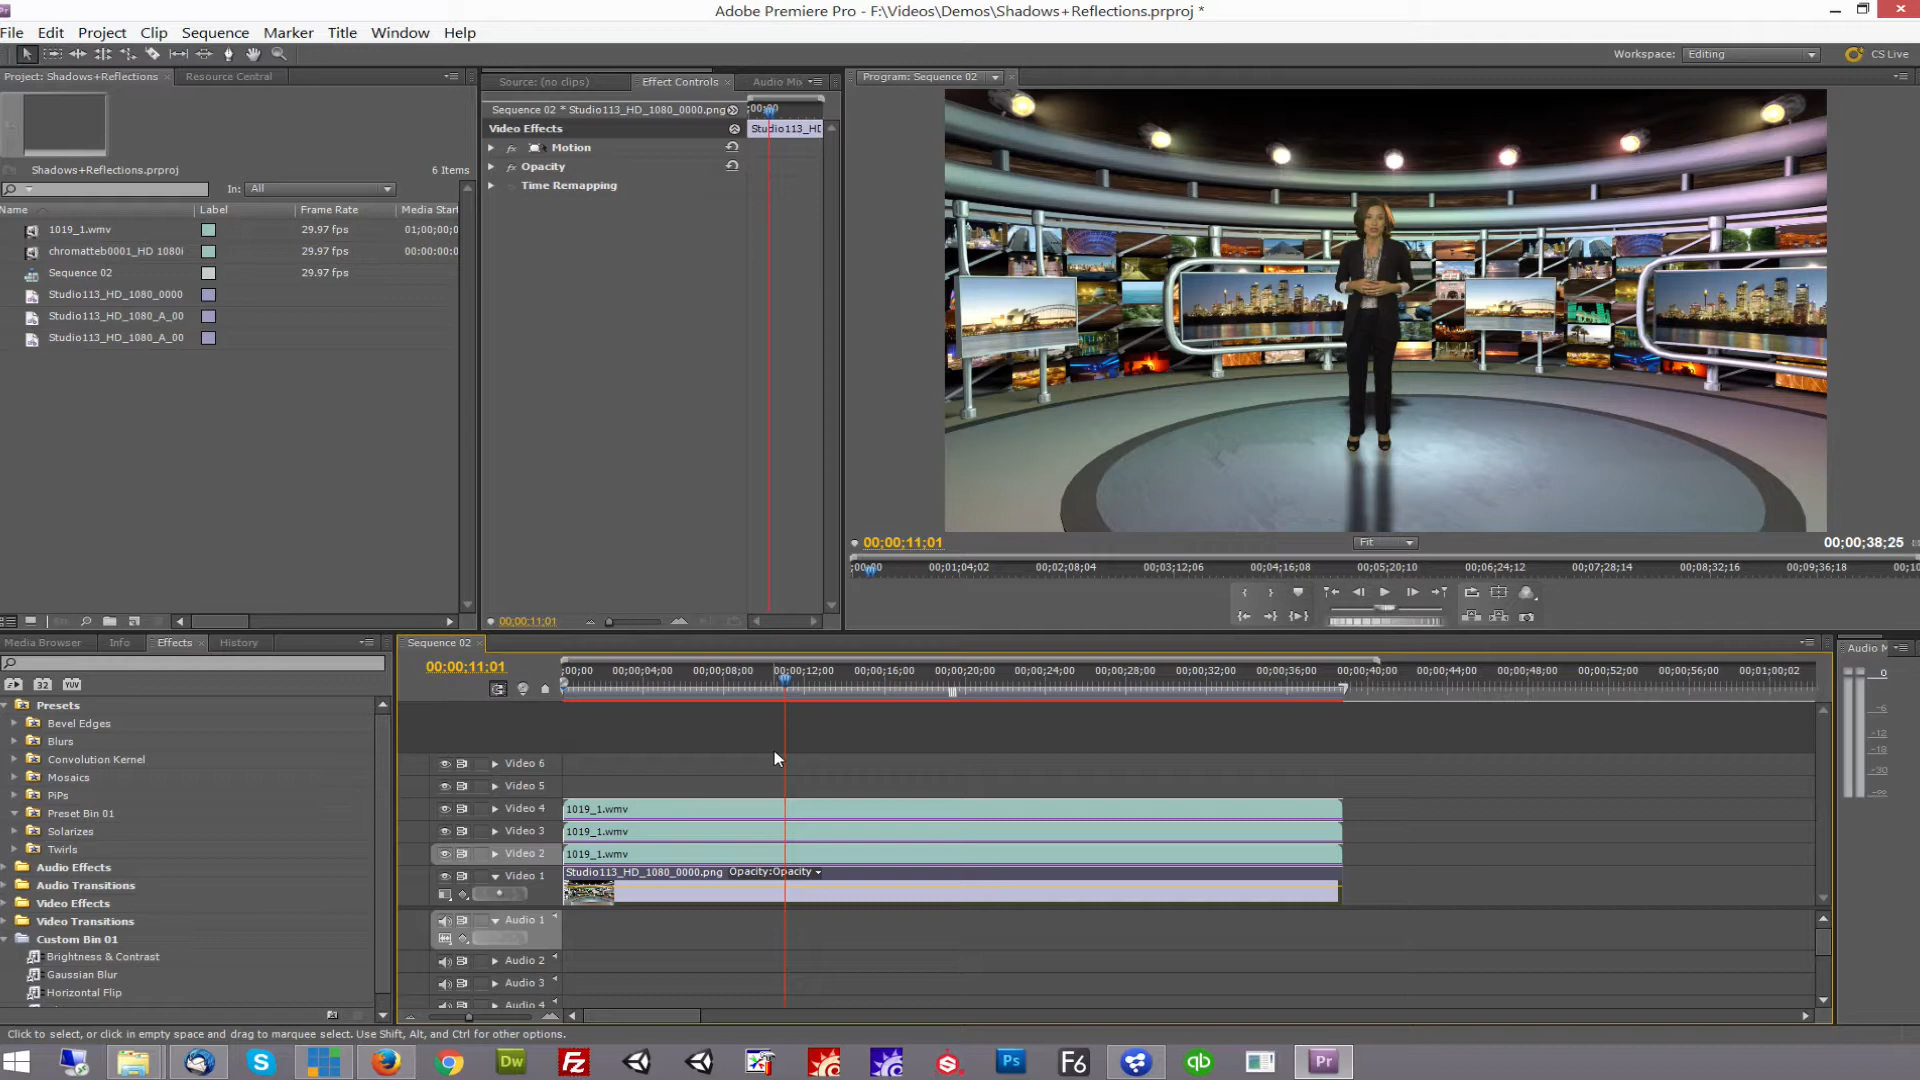 Adobe Premiere Pro - F:\Videos\Demos\Shadows+Reflections.prproj *
File Edit Project Clip Sequence Marker Title Window Help
Workspace: Editing CS Live
Project: Shadows+Reflections Resource Central
Source: (no clips) Effect Controls Audio Mix
Program: Sequence 02
Sequence 02 * Studio113_HD_1080_0000.png
;00;00
Video Effects
Studio113_HD
Motion
Opacity
Time Remapping
Shadows+Reflections.prproj 6 Items
In: All
Name Label Frame Rate Media Start
1019_1.wmv 29.97 fps 01;00;00;0
chromatteb0001_HD 1080i 29.97 fps 00:00:00:0
Sequence 02 29.97 fps
Studio113_HD_1080_0000
Studio113_HD_1080_A_00
Studio113_HD_1080_A_00
00;00;11;01
00;00;11;01 Fit 00;00;38;25
;00;00 00;01;04;02 00;02;08;04 00;03;12;06 00;04;16;08 00;05;20;10 00;06;24;12 00;07;28;14 00;08;32;16 00;09;36;18 00;10
Media Browser Info Effects History
32 YUV
Presets
Bevel Edges
Blurs
Convolution Kernel
Mosaics
PiPs
Preset Bin 01
Solarizes
Twirls
Audio Effects
Audio Transitions
Video Effects
Video Transitions
Custom Bin 01
Brightness & Contrast
Gaussian Blur
Horizontal Flip
Sequence 02
00;00;11;01
;00;00 00;00;04;00 00;00;08;00 00;00;12;00 00;00;16;00 00;00;20;00 00;00;24;00 00;00;28;00 00;00;32;00 00;00;36;00 00;00;40;00 00;00;44;00 00;00;48;00 00;00;52;00 00;00;56;00 00;01;00;02
Video 6
Video 5
Video 4 1019_1.wmv
Video 3 1019_1.wmv
Video 2 1019_1.wmv
Video 1 Studio113_HD_1080_0000.png Opacity:Opacity
Audio 1
Audio 2
Audio 3
Audio 4
Audio M
0
-6
-12
-18
-30
-∞
Click to select, or click in empty space and drag to marquee select. Use Shift, Alt, and Ctrl for other options.
Dw Fz Ps F6 qb Pr